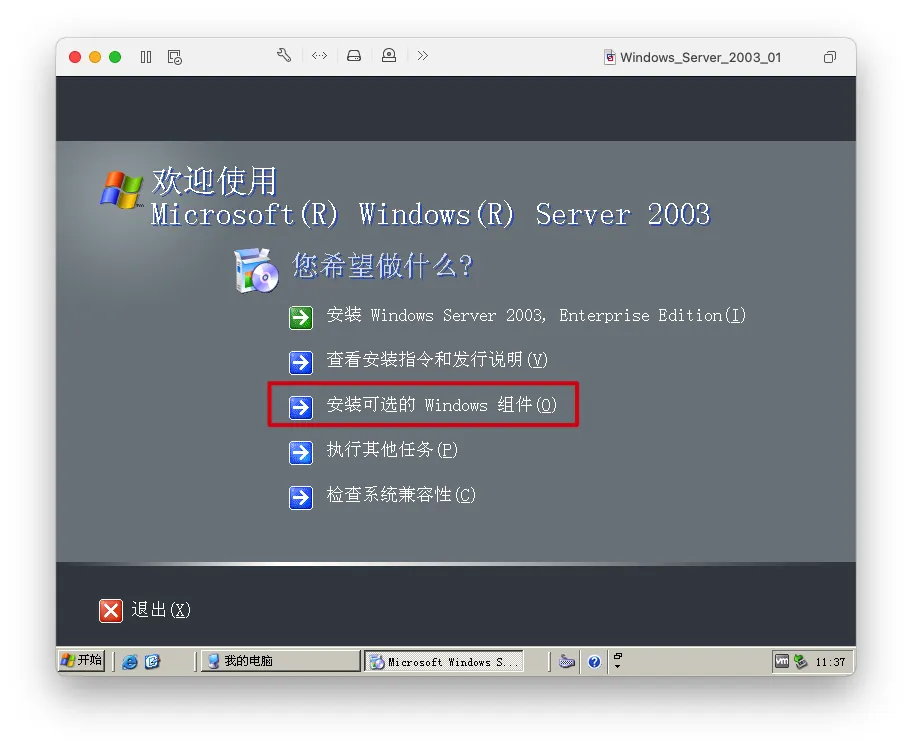 Windows_Server_2003_01
欢迎使用
Microsoft(R) Windows(R) Server 2003
您希望做什么?
安装 Windows Server 2003, Enterprise Edition(I)
查看安装指令和发行说明(V)
安装可选的 Windows 组件(O)
执行其他任务(P)
检查系统兼容性(C)
退出(X)
开始 我的电脑 Microsoft Windows S... vm 11:37